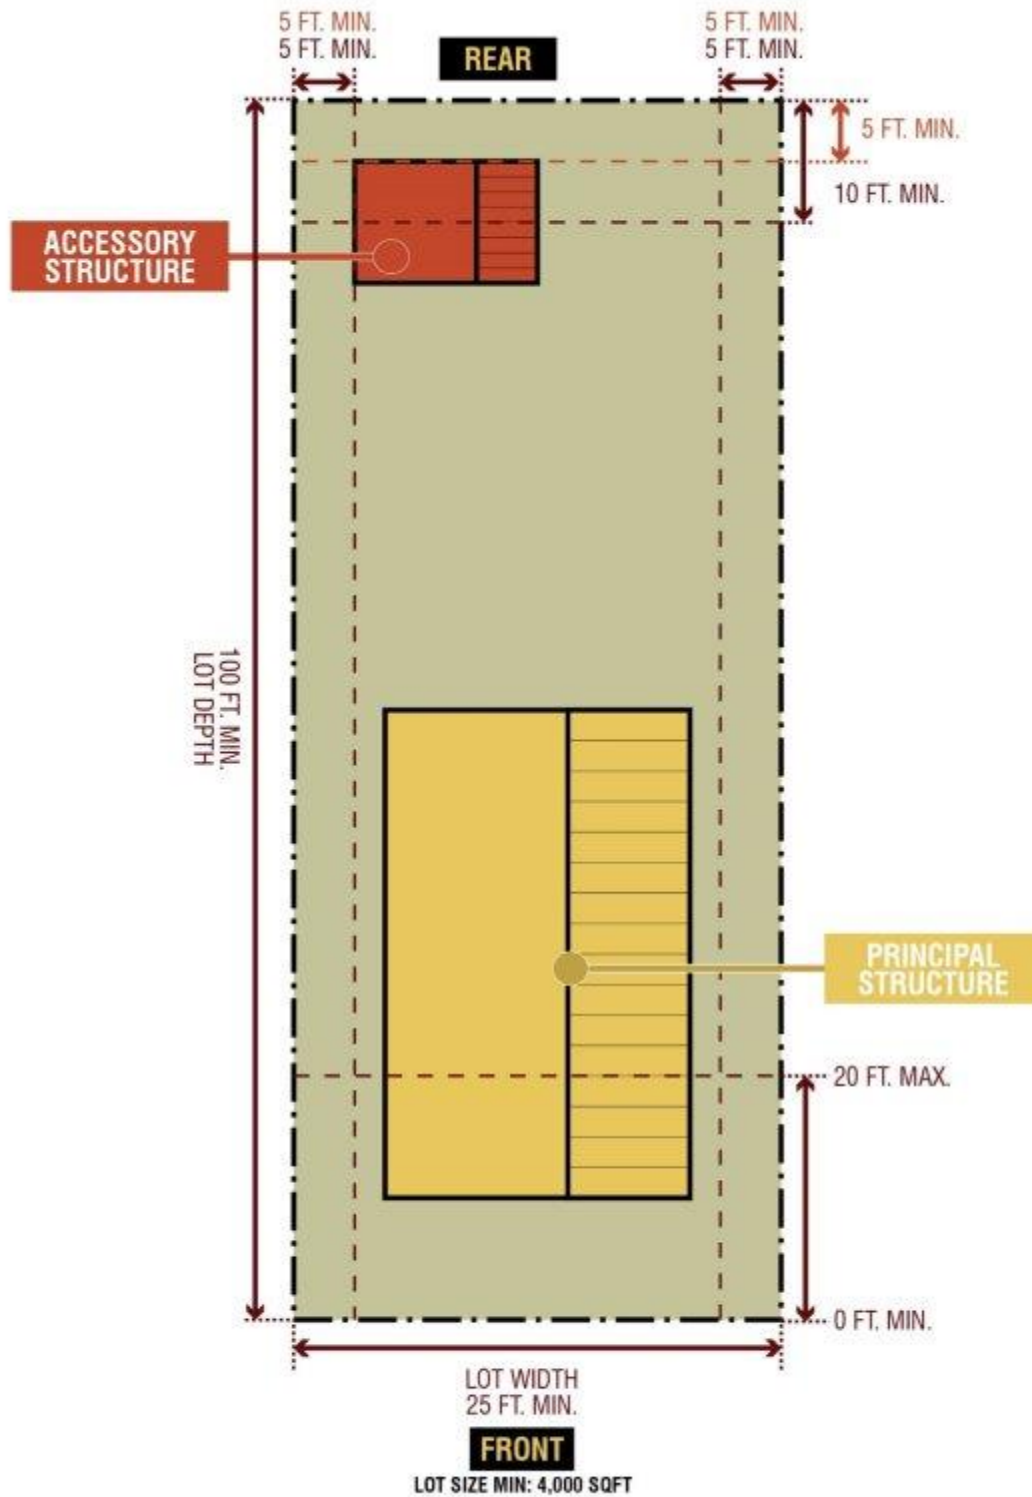 5 FT. MIN.
5 FT. MIN.
REAR
5 FT. MIN.
5 FT. MIN.
5 FT. MIN.
10 FT. MIN.
ACCESSORY
STRUCTURE
100 FT. MIN.
LOT DEPTH
PRINCIPAL
STRUCTURE
20 FT. MAX.
0 FT. MIN.
LOT WIDTH
25 FT. MIN.
FRONT
LOT SIZE MIN: 4,000 SQFT